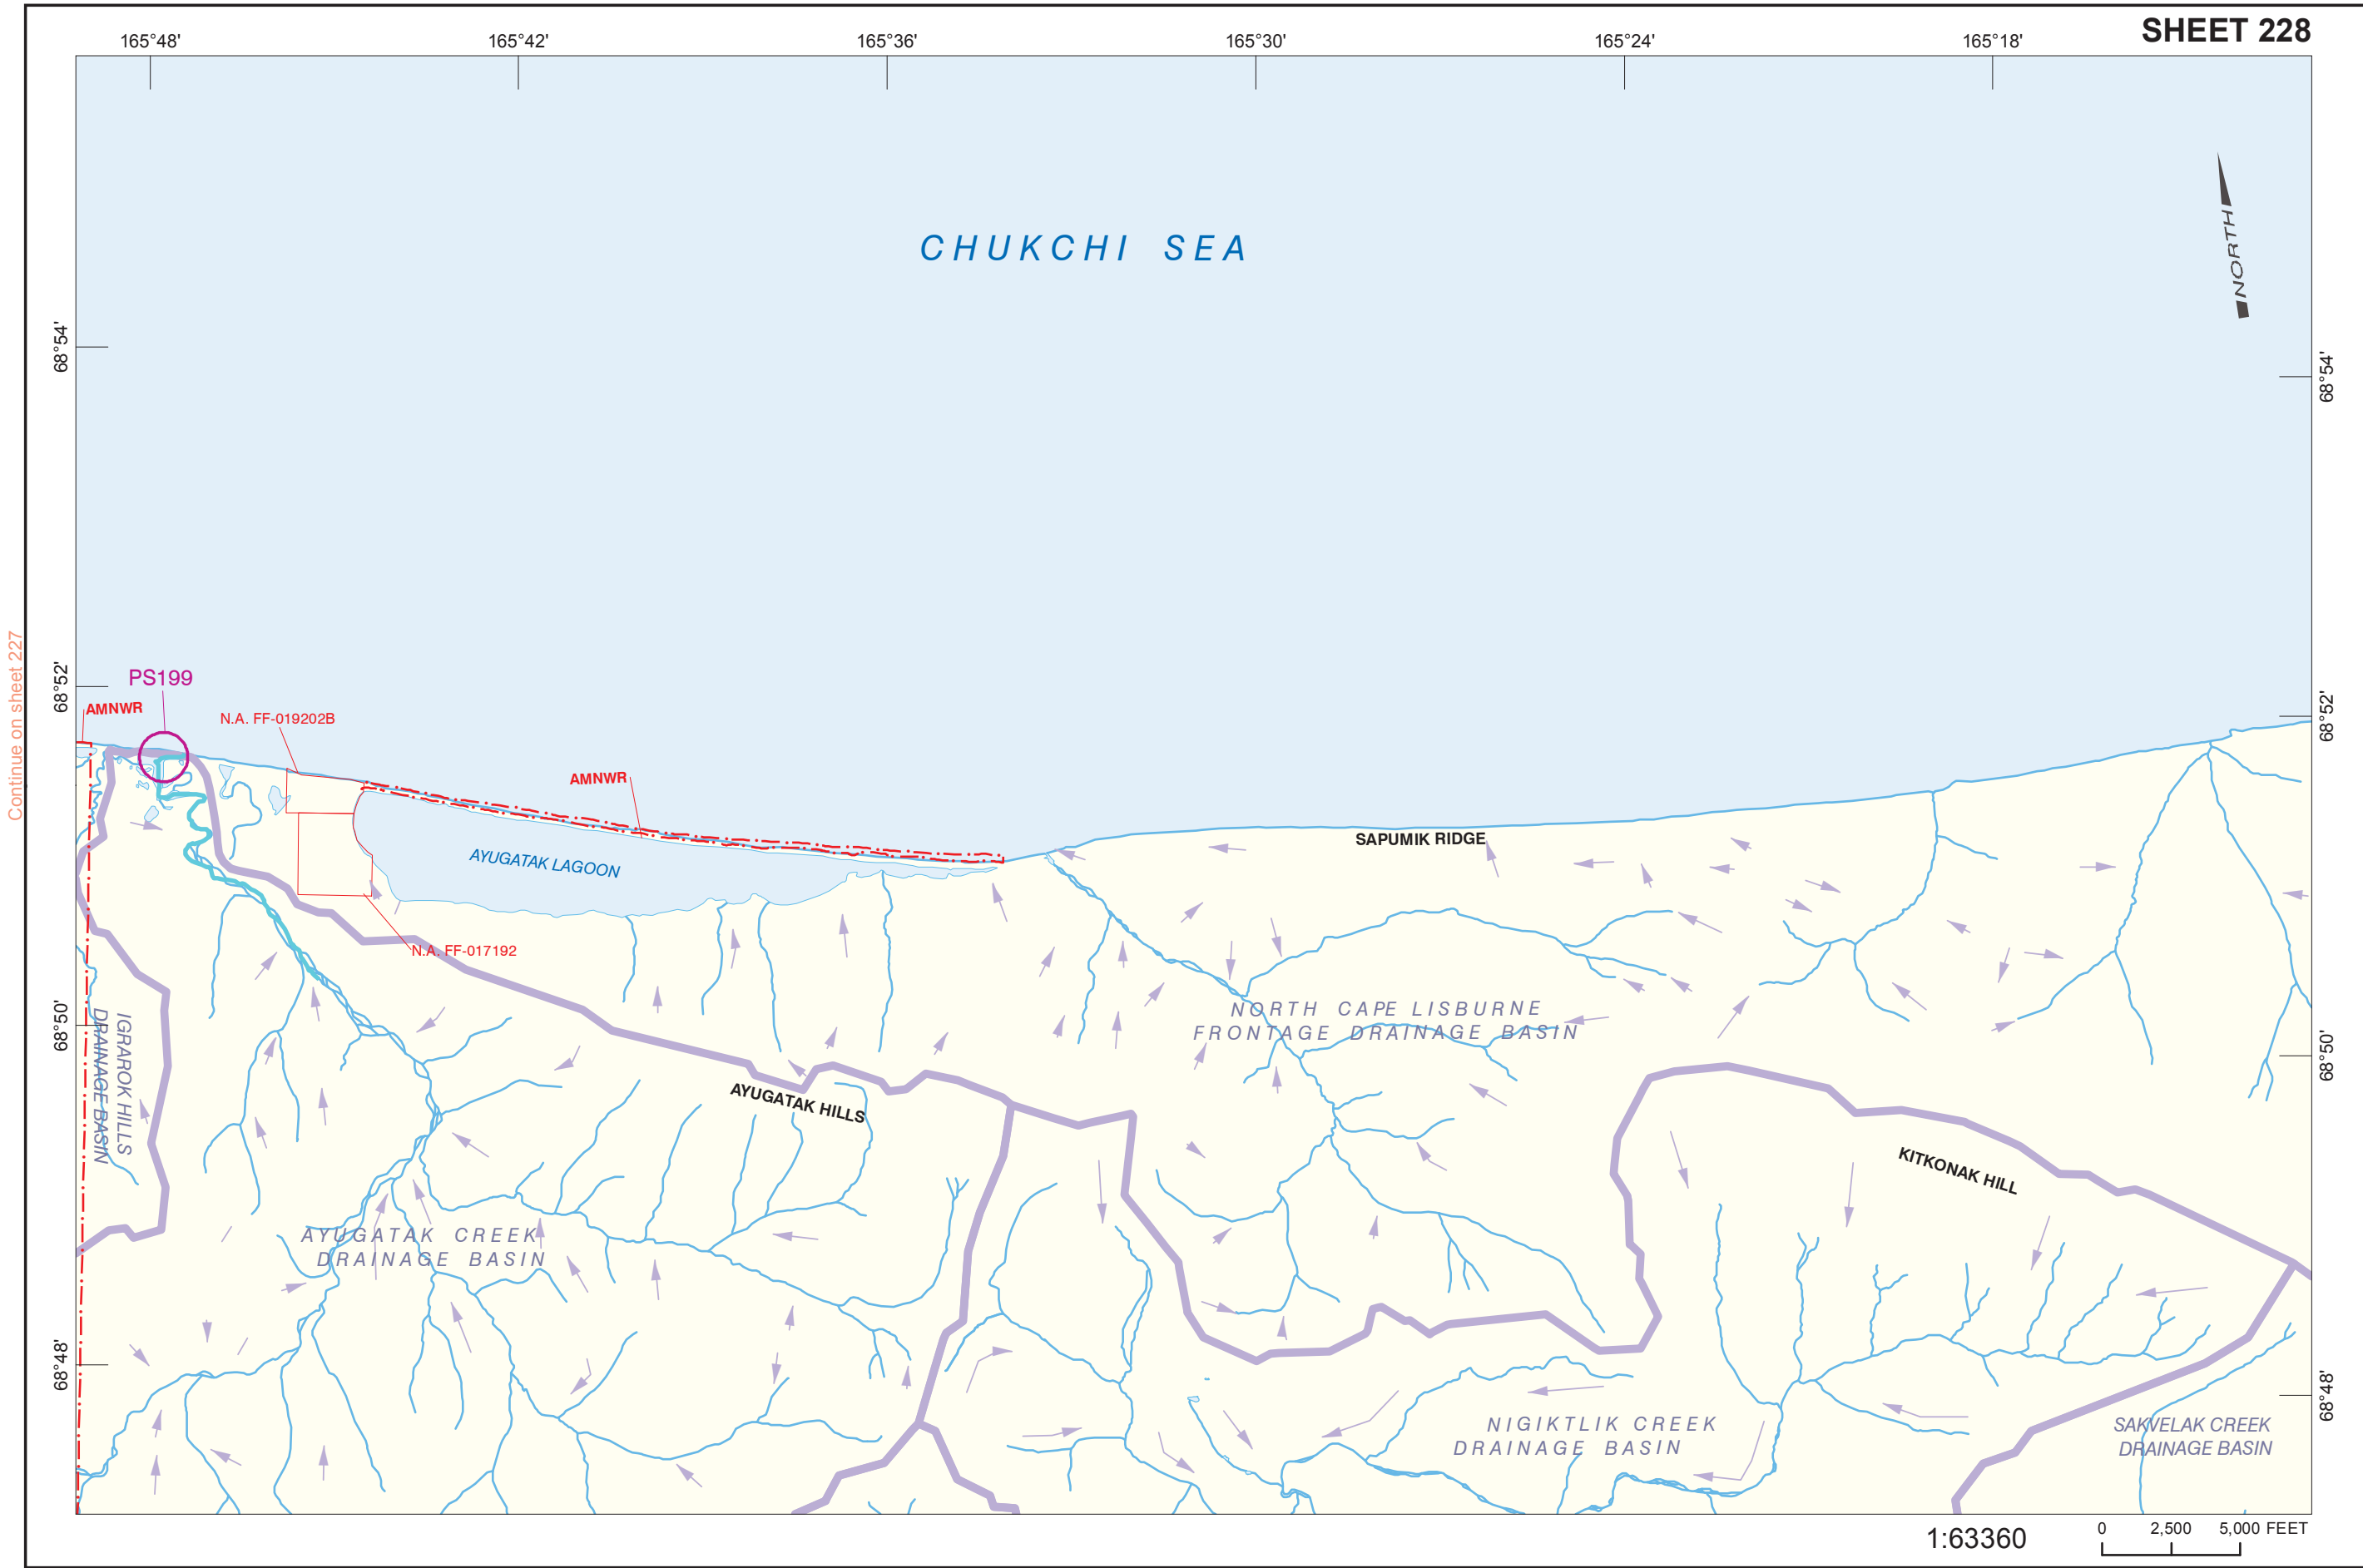 SHEET 228
165°48'
165°42'
165°36'
165°30'
165°24'
165°18'
CHUKCHI SEA
NORTH
68°54'
68°54'
Continue on sheet 227
68°52'
68°52'
PS199
AMNWR
N.A. FF-019202B
AMNWR
AYUGATAK LAGOON
SAPUMIK RIDGE
N.A. FF-017192
68°50'
68°50'
IGRAROK HILLS
DRAINAGE BASIN
NORTH CAPE LISBURNE
FRONTAGE DRAINAGE BASIN
AYUGATAK HILLS
KITKONAK HILL
AYUGATAK CREEK
DRAINAGE BASIN
68°48'
68°48'
NIGIKTLIK CREEK
DRAINAGE BASIN
SAKVELAK CREEK
DRAINAGE BASIN
1:63360
0 2,500 5,000 FEET